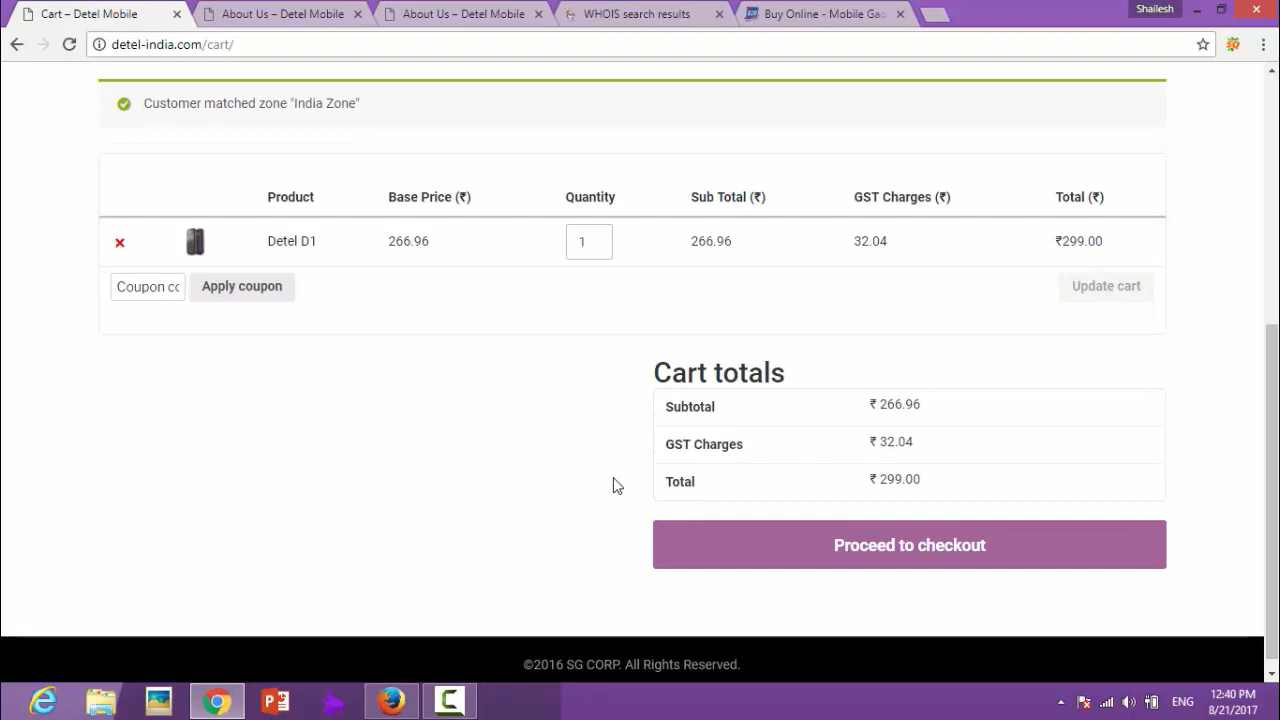 Cart – Detel Mobile
About Us – Detel Mobile
About Us – Detel Mobile
WHOIS search results
Buy Online - Mobile Gad
Shailesh
detel-india.com/cart/
Customer matched zone "India Zone"
Product Base Price (₹) Quantity Sub Total (₹) GST Charges (₹) Total (₹)
Detel D1 266.96 1 266.96 32.04 ₹299.00
Coupon cc Apply coupon Update cart
Cart totals
Subtotal ₹ 266.96
GST Charges ₹ 32.04
Total ₹ 299.00
Proceed to checkout
©2016 SG CORP. All Rights Reserved.
ENG
12:40 PM
8/21/2017